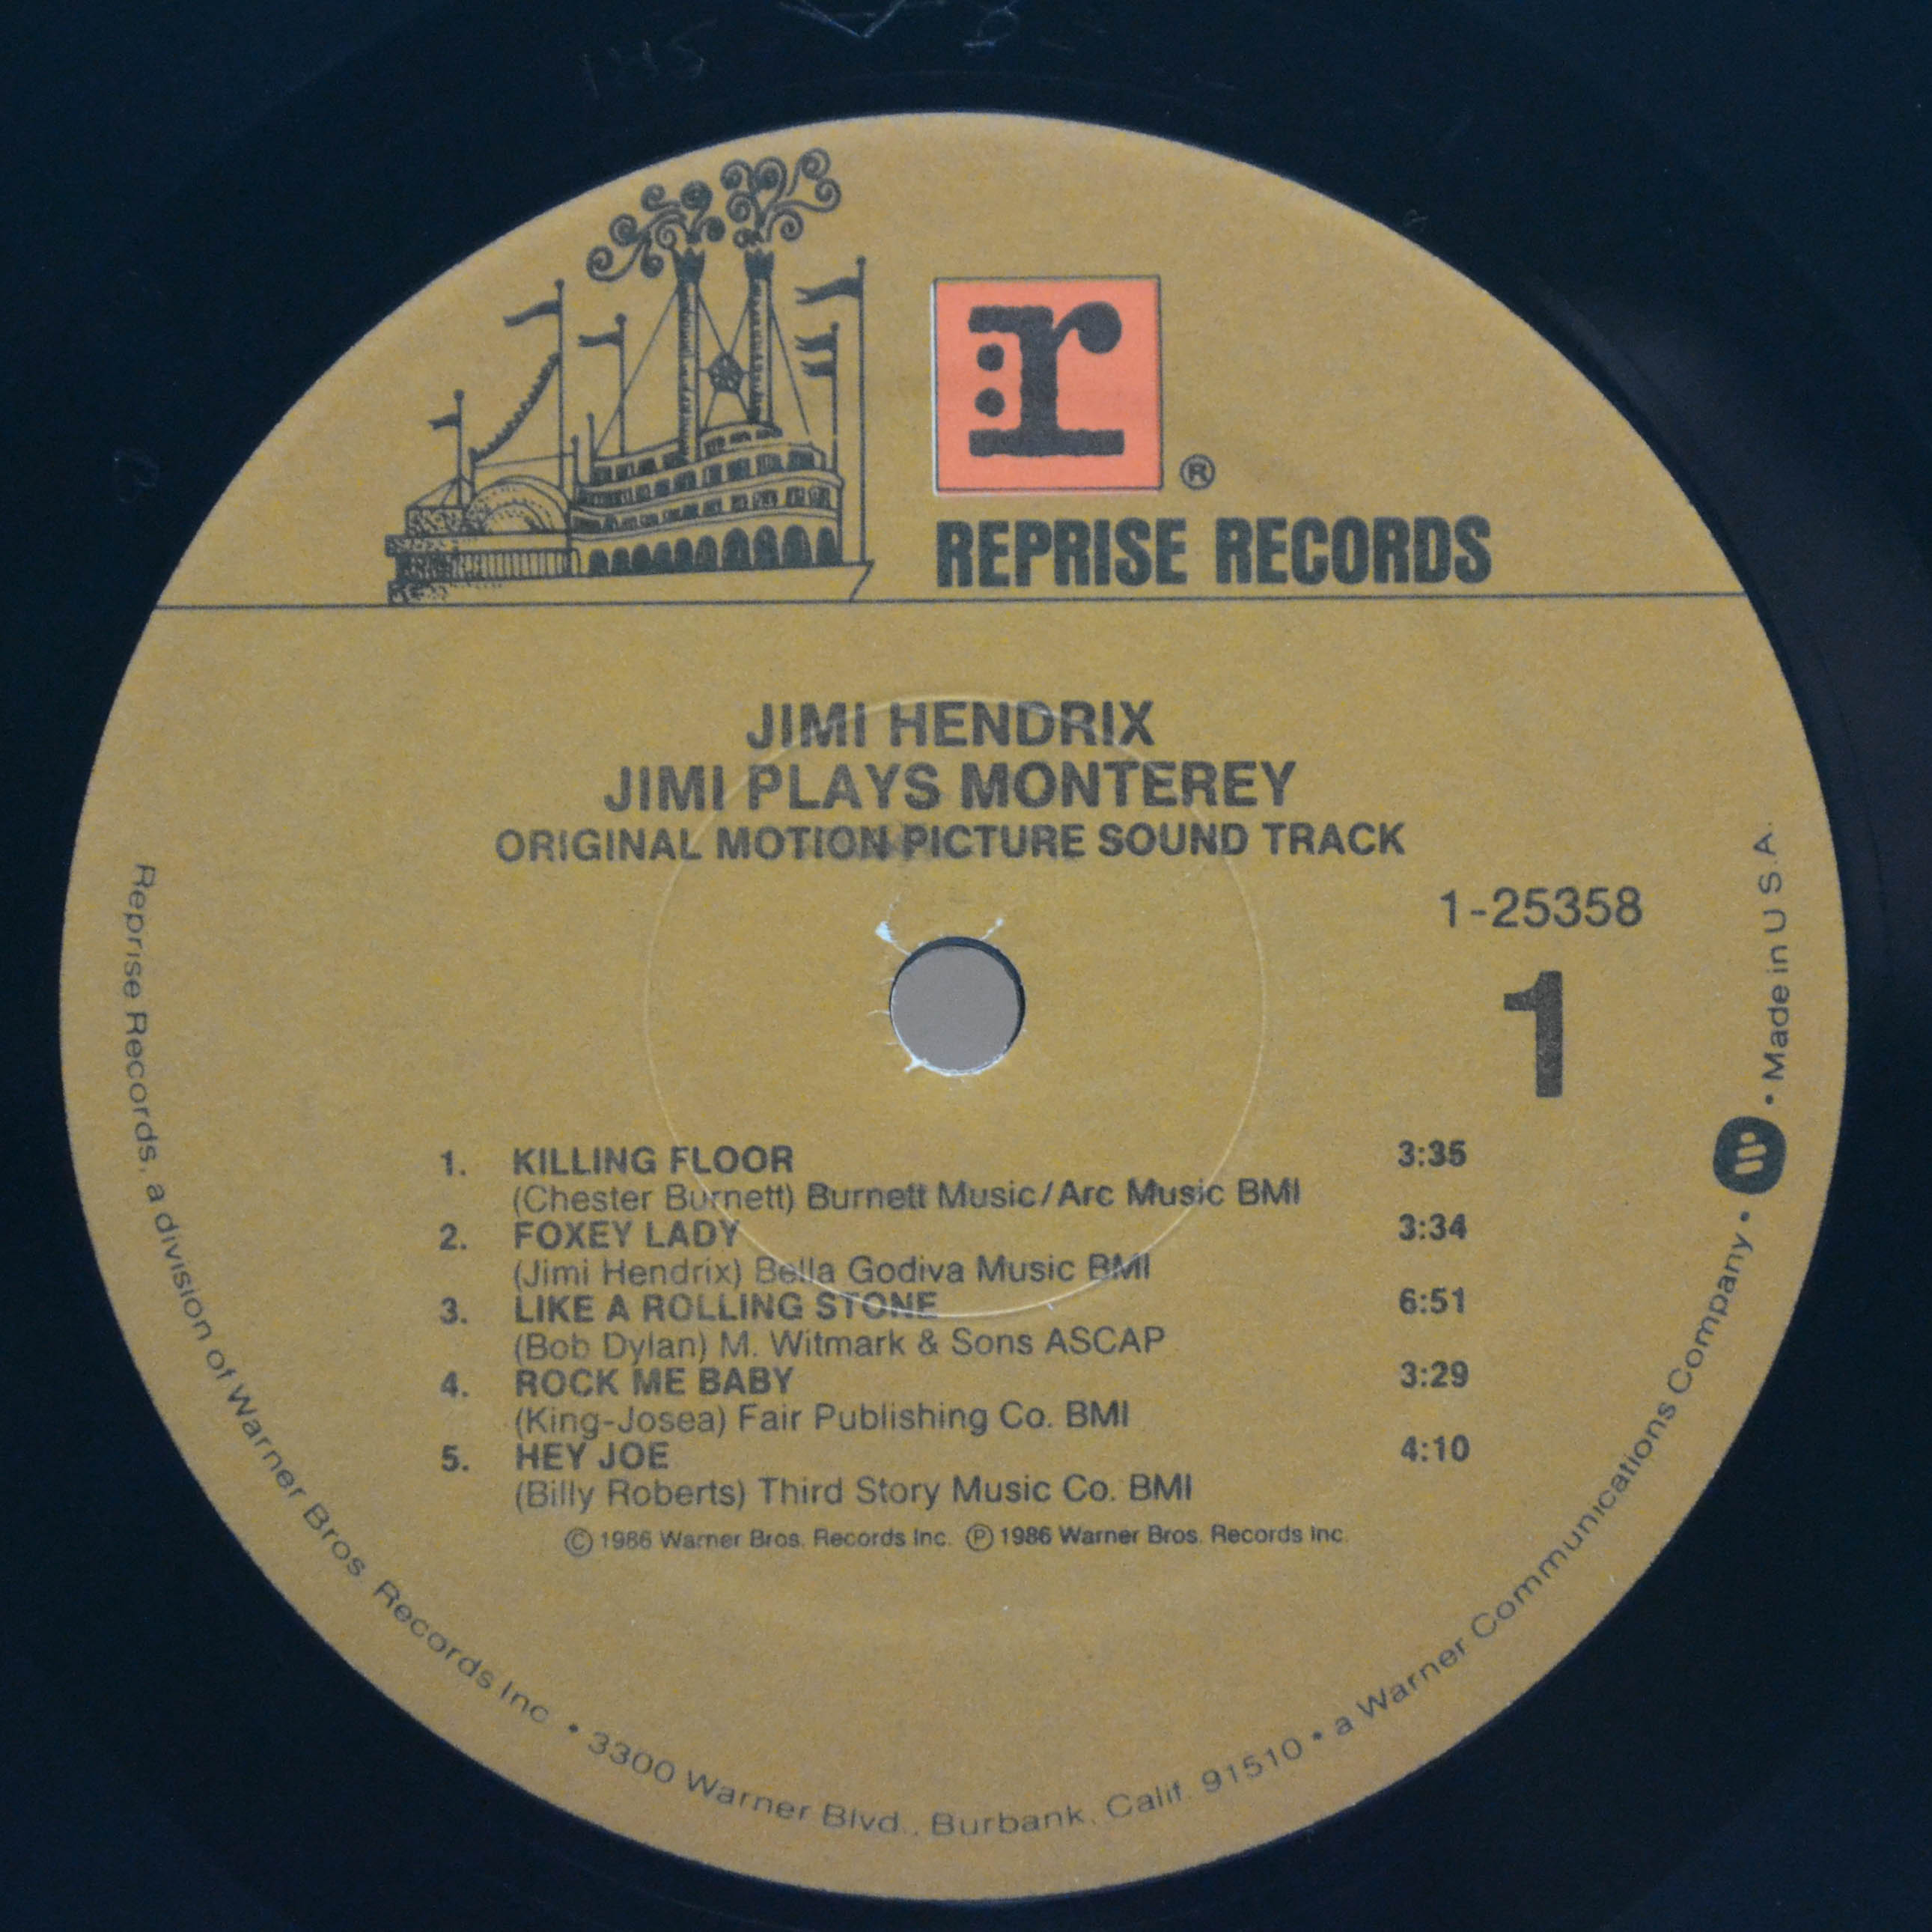 r
®
REPRISE RECORDS
JIMI HENDRIX
JIMI PLAYS MONTEREY
ORIGINAL MOTION PICTURE SOUND TRACK
1-25358
1
1. KILLING FLOOR 3:35
(Chester Burnett) Burnett Music/Arc Music BMI
2. FOXEY LADY 3:34
(Jimi Hendrix) Bella Godiva Music BMI
3. LIKE A ROLLING STONE 6:51
(Bob Dylan) M. Witmark & Sons ASCAP
4. ROCK ME BABY 3:29
(King-Josea) Fair Publishing Co. BMI
5. HEY JOE 4:10
(Billy Roberts) Third Story Music Co. BMI
© 1986 Warner Bros. Records Inc. ℗ 1986 Warner Bros. Records Inc.
Reprise Records, a division of Warner Bros. Records Inc. • 3300 Warner Blvd., Burbank, Calif. 91510 • a Warner Communications Company • • Made in U.S.A.